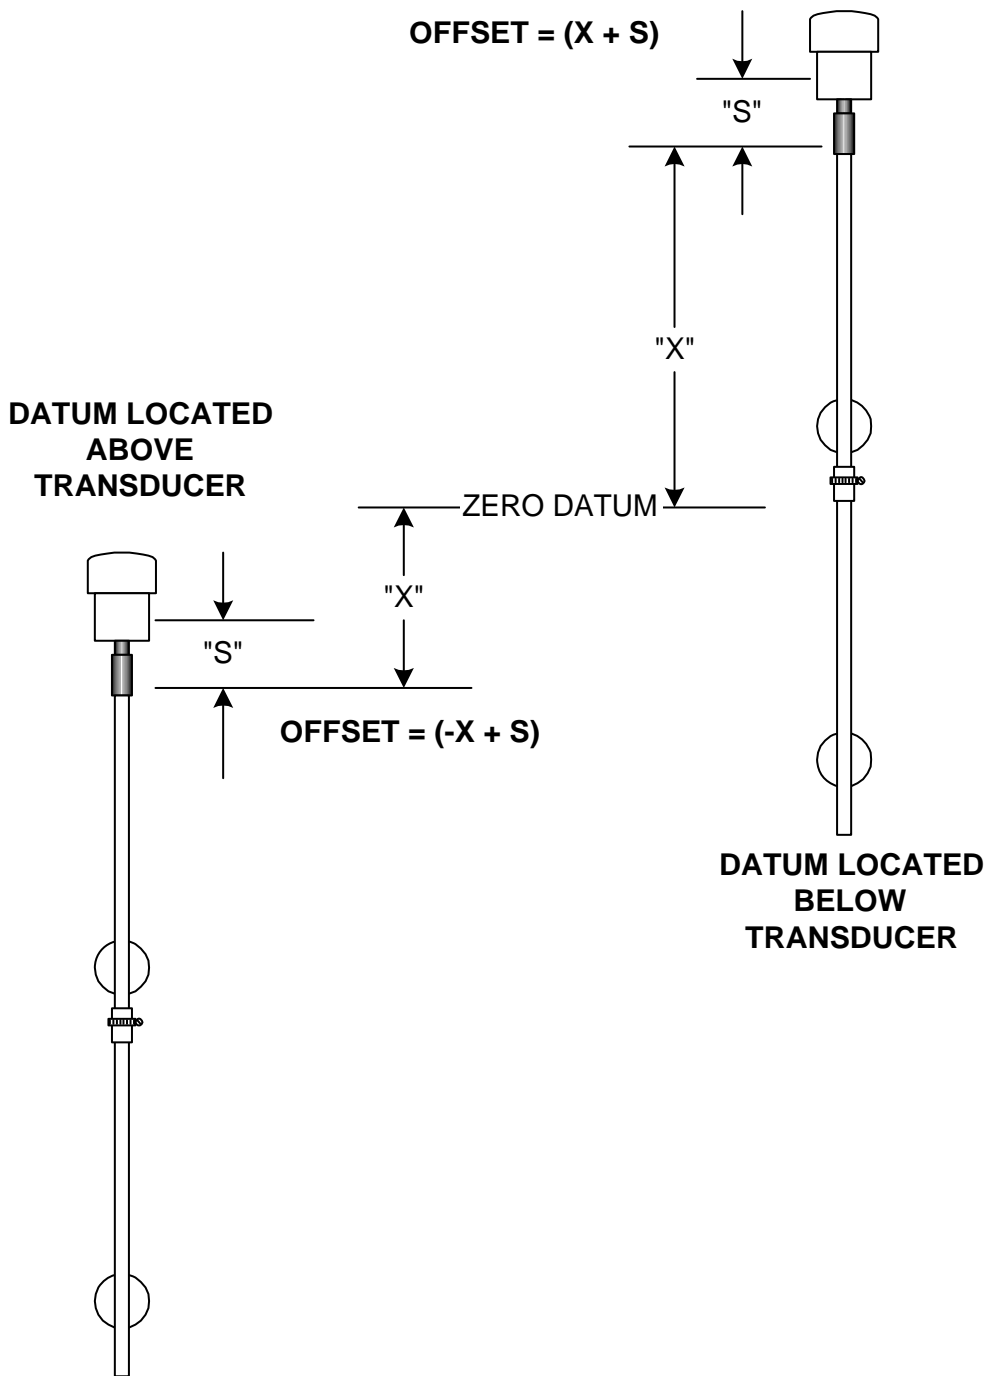 OFFSET = (X + S)
"S"
"X"
DATUM LOCATED
ABOVE
TRANSDUCER
ZERO DATUM
"X"
"S"
OFFSET = (-X + S)
DATUM LOCATED
BELOW
TRANSDUCER